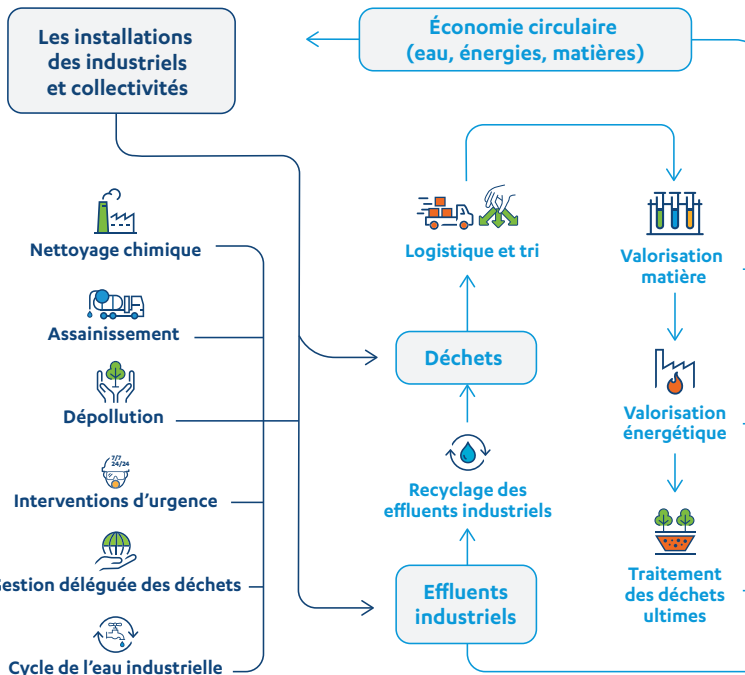 Les installations
des industriels
et collectivités
Économie circulaire
(eau, énergies, matières)
Nettoyage chimique
Assainissement
Dépollution
7/7
24/24
Interventions d'urgence
Gestion déléguée des déchets
Cycle de l'eau industrielle
Logistique et tri
Déchets
Recyclage des
effluents industriels
Effluents
industriels
Valorisation
matière
Valorisation
énergétique
Traitement
des déchets
ultimes